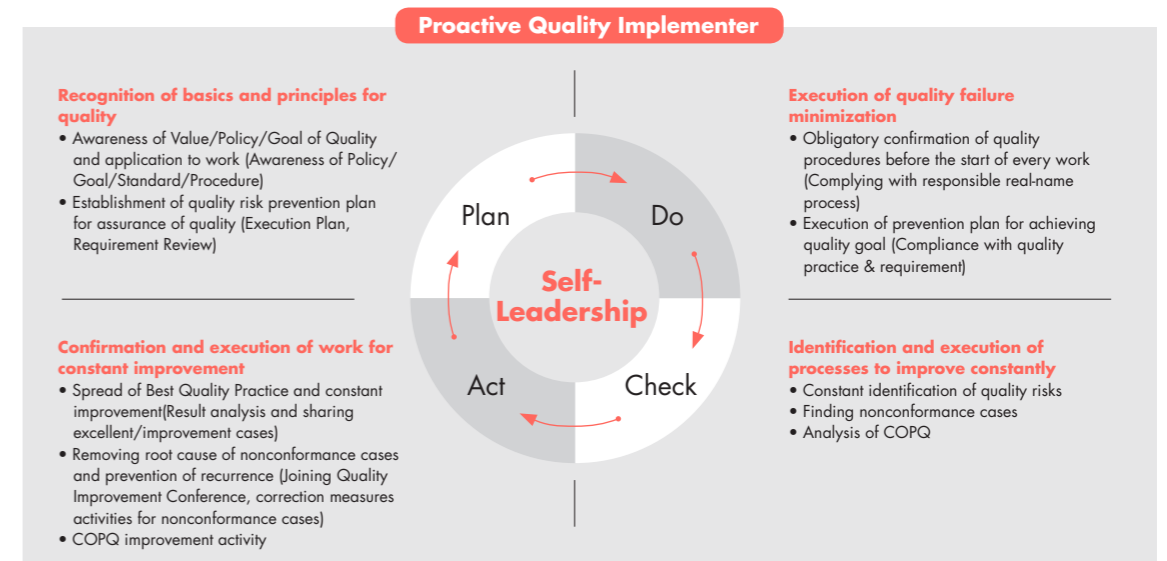 Proactive Quality Implementer
Recognition of basics and principles for
quality
• Awareness of Value/Policy/Goal of Quality
and application to work (Awareness of Policy/
Goal/Standard/Procedure)
• Establishment of quality risk prevention plan
for assurance of quality (Execution Plan,
Requirement Review)
Execution of quality failure
minimization
• Obligatory confirmation of quality
procedures before the start of every work
(Complying with responsible real-name
process)
• Execution of prevention plan for achieving
quality goal (Compliance with quality
practice & requirement)
Plan
Do
Self-
Leadership
Act
Check
Confirmation and execution of work for
constant improvement
• Spread of Best Quality Practice and constant
improvement(Result analysis and sharing
excellent/improvement cases)
• Removing root cause of nonconformance cases
and prevention of recurrence (Joining Quality
Improvement Conference, correction measures
activities for nonconformance cases)
• COPQ improvement activity
Identification and execution of
processes to improve constantly
• Constant identification of quality risks
• Finding nonconformance cases
• Analysis of COPQ